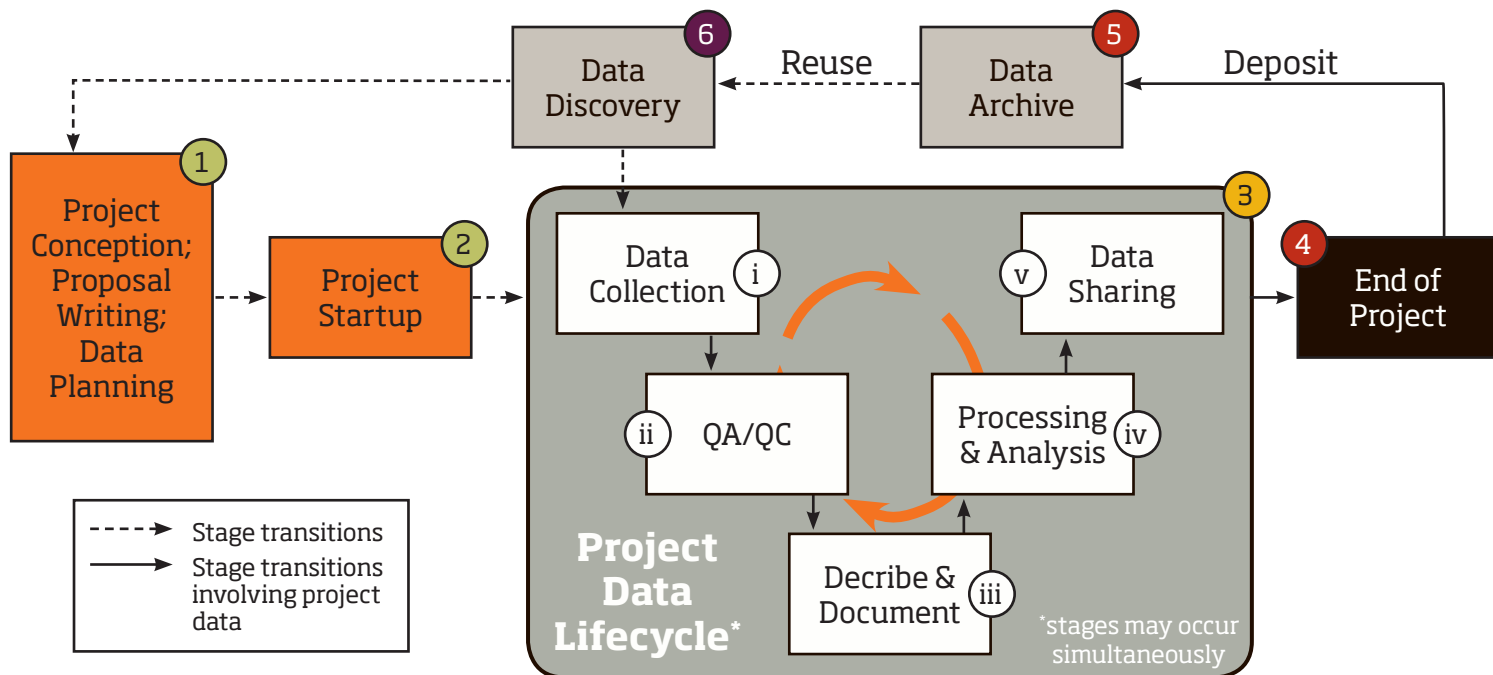 6
Data
Discovery
Reuse
5
Data
Archive
Deposit
1
Project
Conception;
Proposal
Writing;
Data
Planning
2
Project
Startup
3
Data
Collection
i
v
Data
Sharing
4
End of
Project
ii
QA/QC
Processing
& Analysis
iv
Decribe &
Document
iii
Project
Data
Lifecycle*
*stages may occur
simultaneously
Stage transitions
Stage transitions
involving project
data